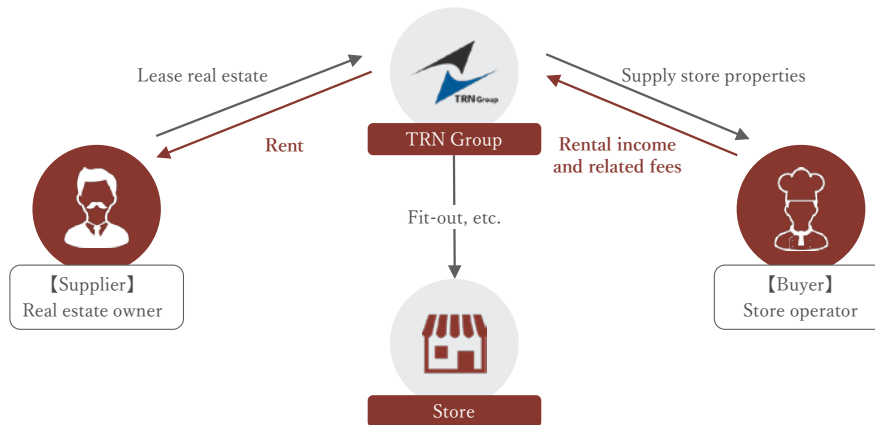 Lease real estate
TRN Group
Supply store properties
TRN Group
Rent
Rental income
and related fees
Fit-out, etc.
【Supplier】
Real estate owner
【Buyer】
Store operator
Store